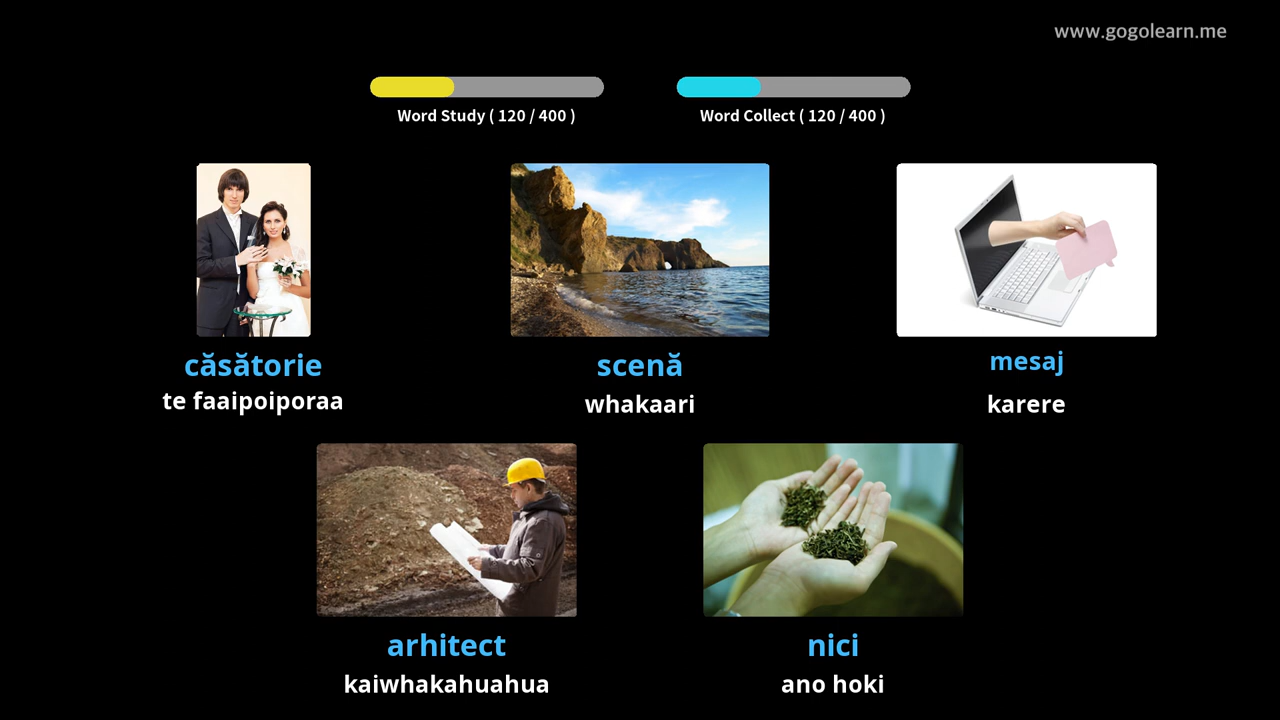 www.gogolearn.me
Word Study ( 120 / 400 )
Word Collect ( 120 / 400 )
căsătorie
te faaipoiporaa
scenă
whakaari
mesaj
karere
arhitect
kaiwhakahuahua
nici
ano hoki